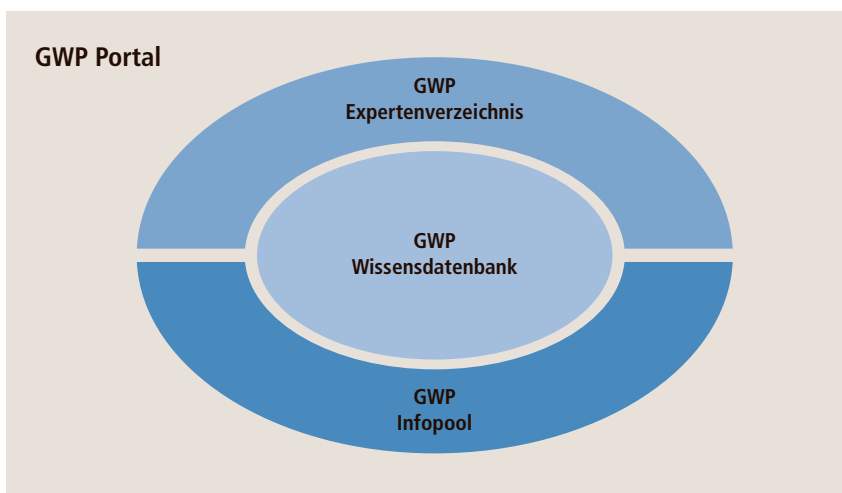 GWP Portal
GWP
Expertenverzeichnis
GWP
Wissensdatenbank
GWP
Infopool